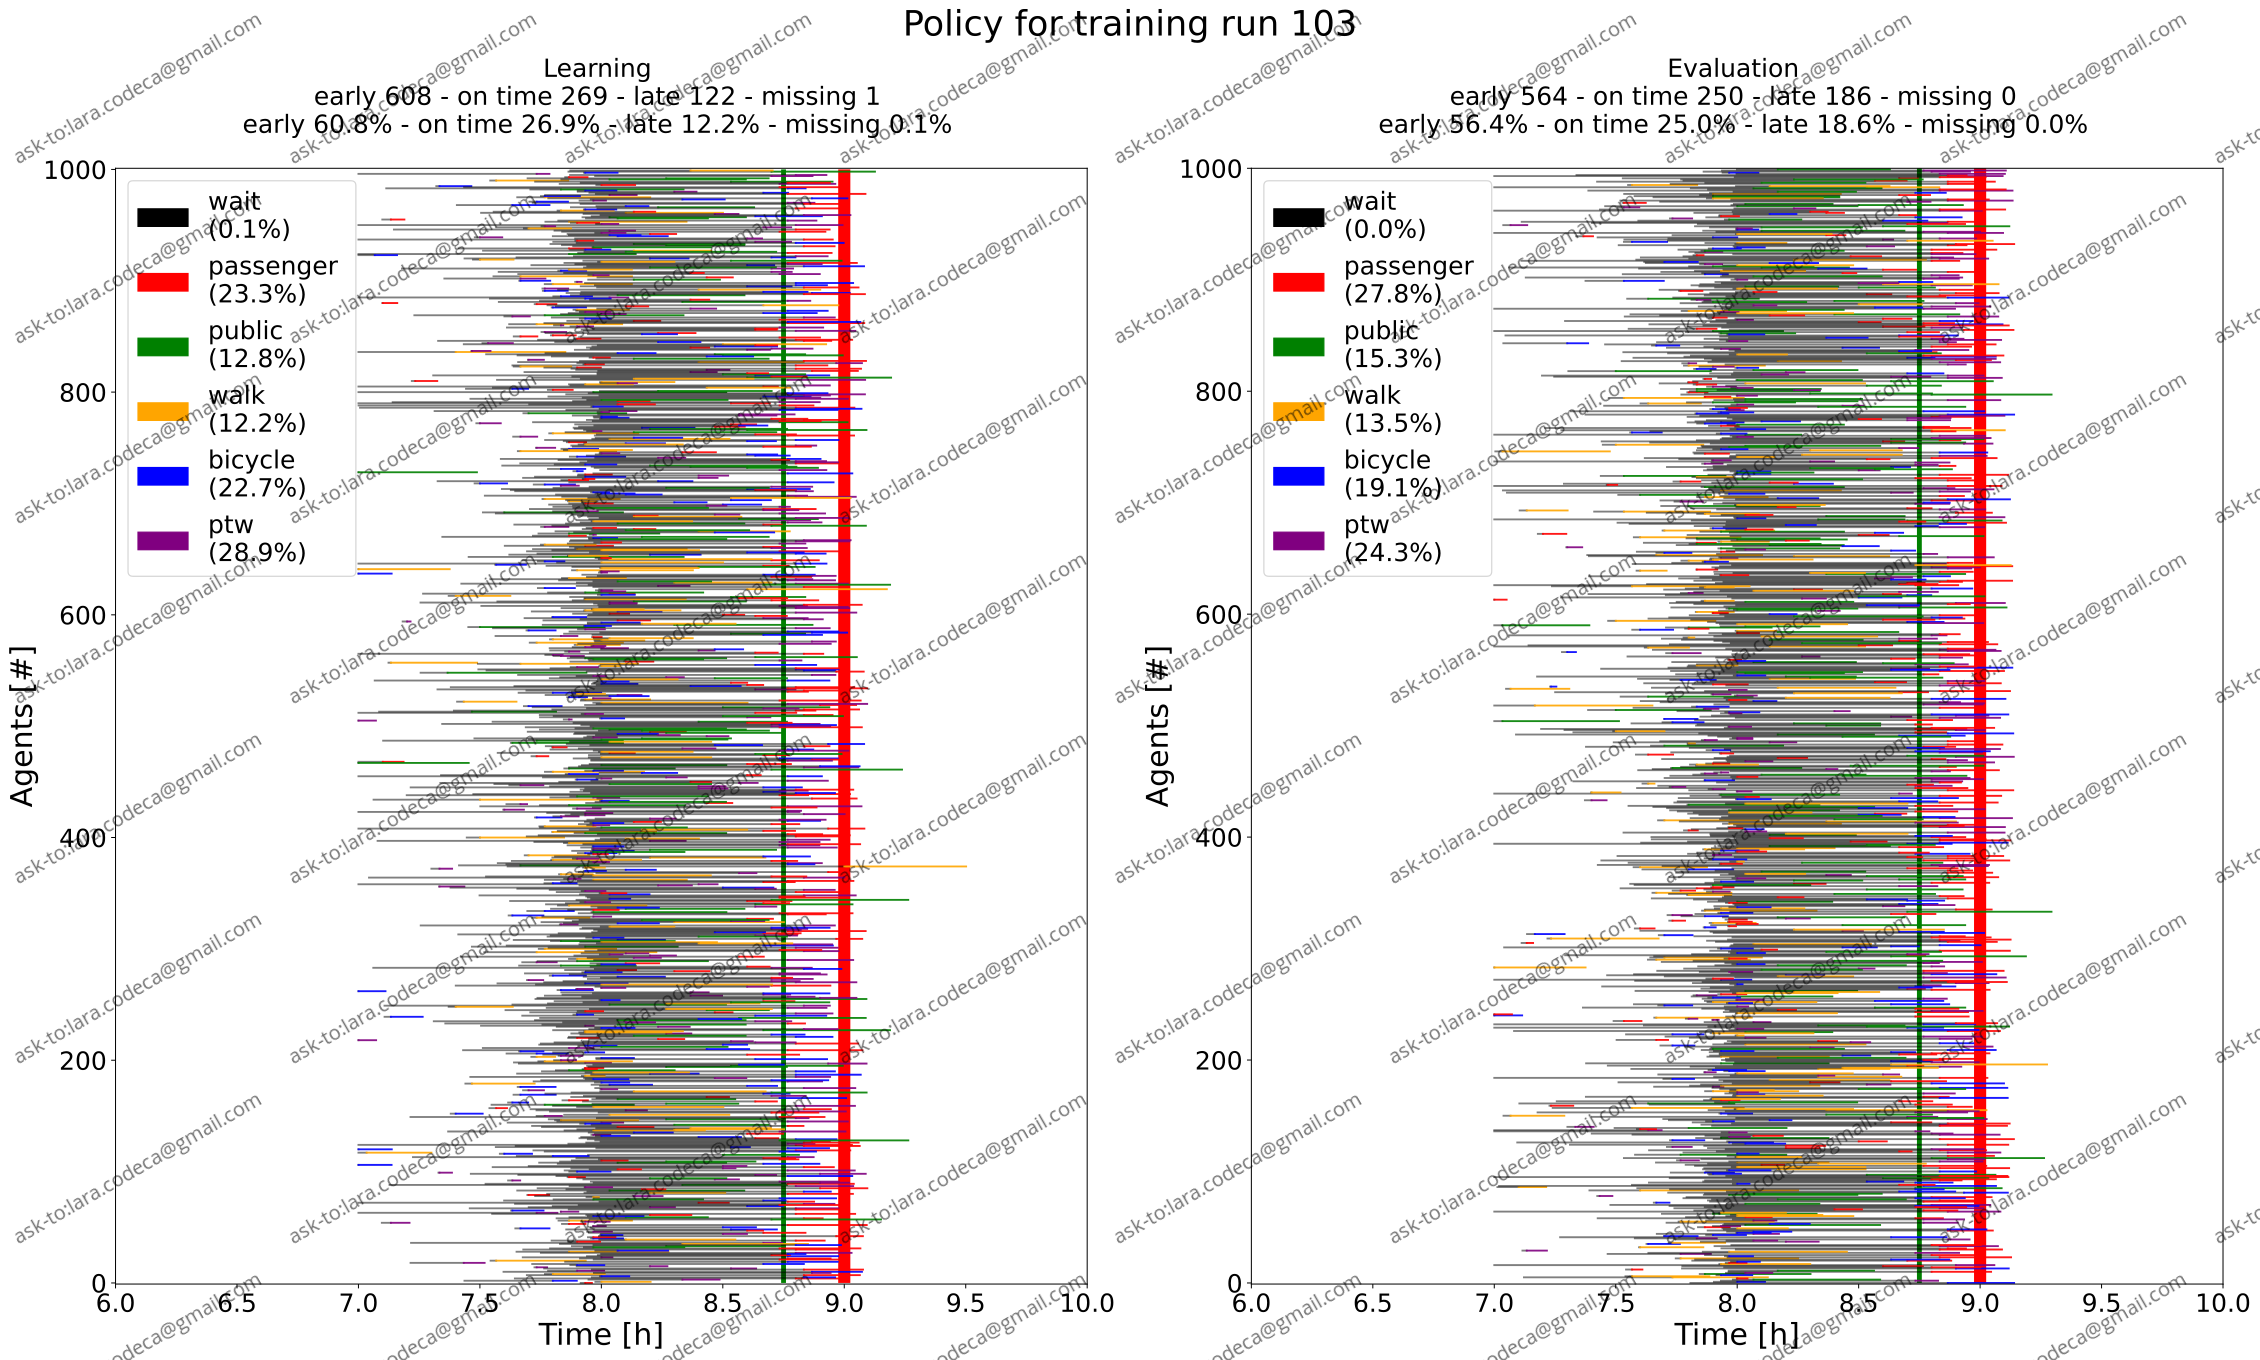 Policy for training run 103
Learning
early 608 - on time 269 - late 122 - missing 1
early 60.8% - on time 26.9% - late 12.2% - missing 0.1%
1000
800
600
400
200
0
Agents [#]
wait
(0.1%)
passenger
(23.3%)
public
(12.8%)
walk
(12.2%)
bicycle
(22.7%)
ptw
(28.9%)
6.0 6.5 7.0 7.5 8.0 8.5 9.0 9.5 10.0
Time [h]
Evaluation
early 564 - on time 250 - late 186 - missing 0
early 56.4% - on time 25.0% - late 18.6% - missing 0.0%
1000
800
600
400
200
0
Agents [#]
wait
(0.0%)
passenger
(27.8%)
public
(15.3%)
walk
(13.5%)
bicycle
(19.1%)
ptw
(24.3%)
6.0 6.5 7.0 7.5 8.0 8.5 9.0 9.5 10.0
Time [h]
ask-to:lara.codeca@gmail.com